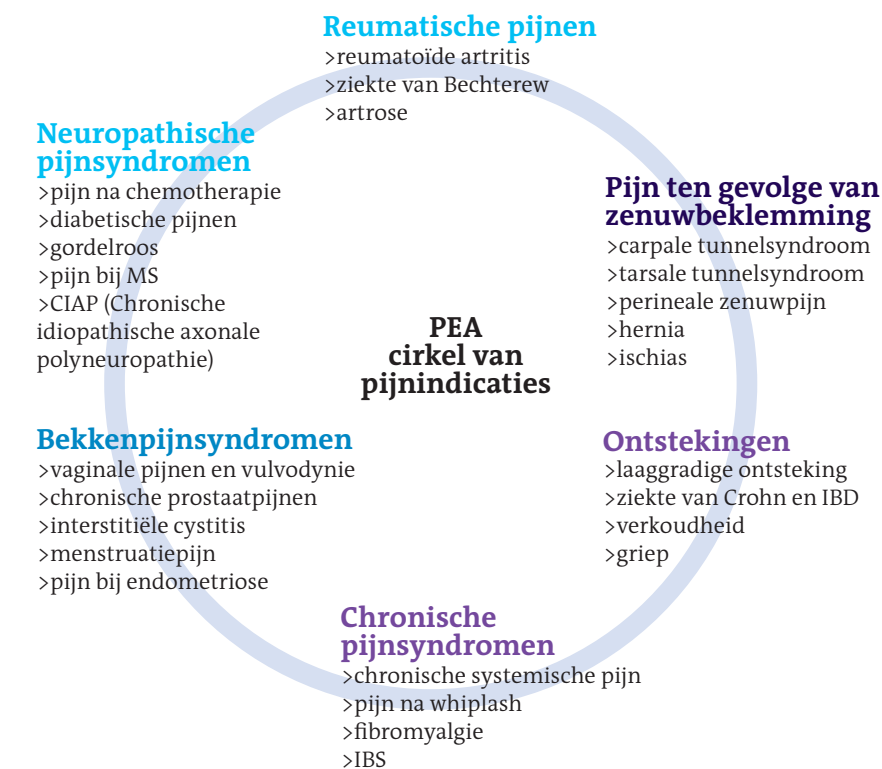 Reumatische pijnen
>reumatoïde artritis
>ziekte van Bechterew
>artrose
Neuropathische
pijnsyndromen
>pijn na chemotherapie
>diabetische pijnen
>gordelroos
>pijn bij MS
>CIAP (Chronische
idiopathische axonale
polyneuropathie)
Pijn ten gevolge van
zenuwbeklemming
>carpale tunnelsyndroom
>tarsale tunnelsyndroom
>perineale zenuwpijn
>hernia
>ischias
PEA
cirkel van
pijnindicaties
Bekkenpijnsyndromen
>vaginale pijnen en vulvodynie
>chronische prostaatpijnen
>interstitiële cystitis
>menstruatiepijn
>pijn bij endometriose
Ontstekingen
>laaggradige ontsteking
>ziekte van Crohn en IBD
>verkoudheid
>griep
Chronische
pijnsyndromen
>chronische systemische pijn
>pijn na whiplash
>fibromyalgie
>IBS